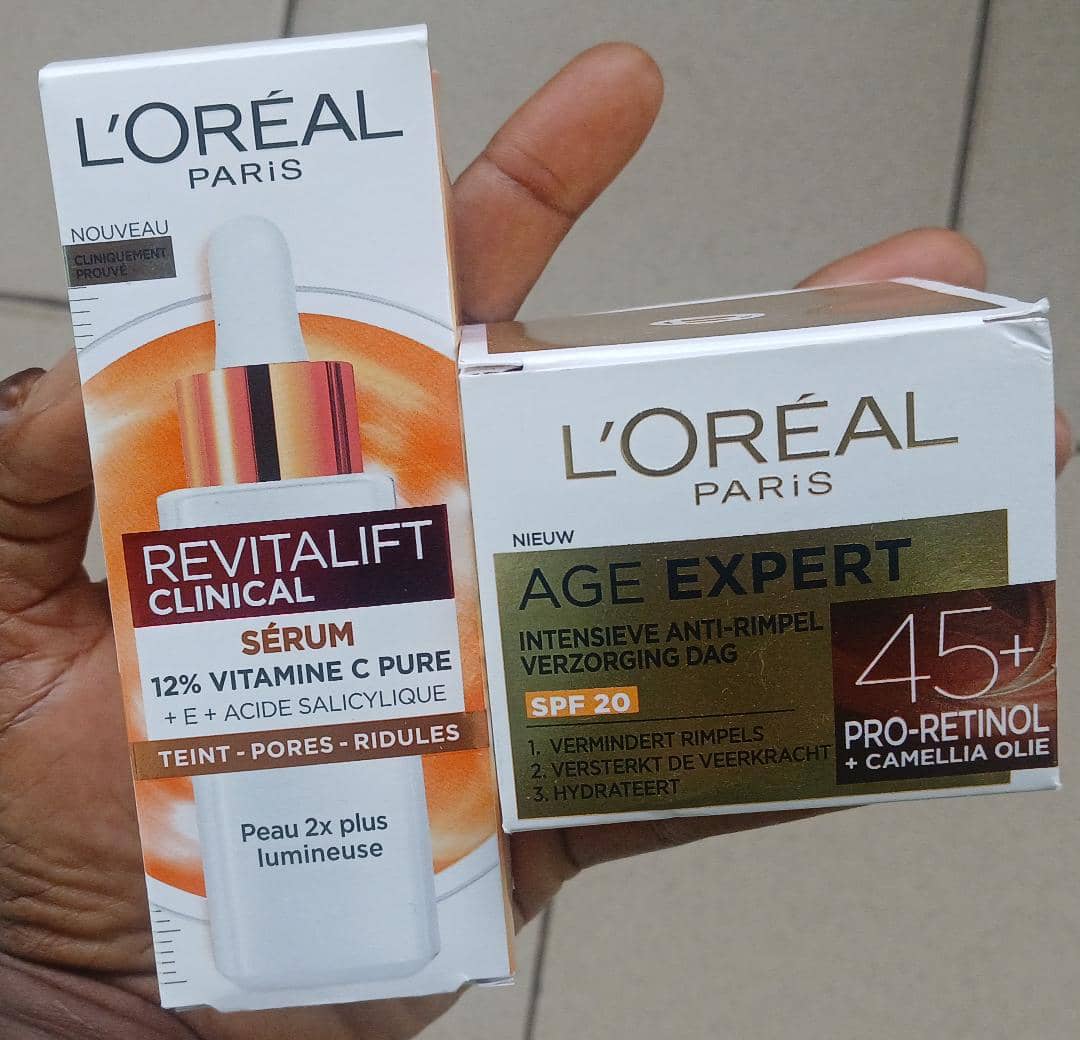 L'ORÉAL
PARiS
NOUVEAU
CLINIQUEMENT
PROUVÉ
REVITALIFT
CLINICAL
SÉRUM
12% VITAMINE C PURE
+ E + ACIDE SALICYLIQUE
TEINT - PORES - RIDULES
Peau 2x plus
lumineuse
L'ORÉAL
PARiS
NIEUW
AGE EXPERT
INTENSIEVE ANTI-RIMPEL
VERZORGING DAG
SPF 20
1. VERMINDERT RIMPELS
2. VERSTERKT DE VEERKRACHT
3. HYDRATEERT
45+
PRO-RETINOL
+ CAMELLIA OLIE